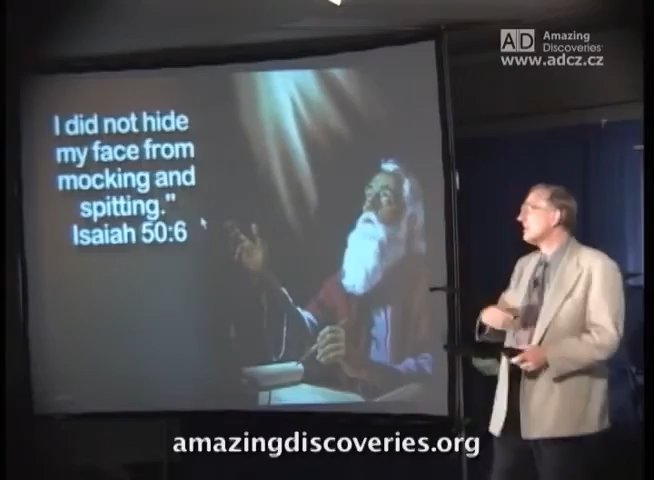 AD Amazing Discoveries
www.adcz.cz
I did not hide
my face from
mocking and
spitting."
Isaiah 50:6
amazingdiscoveries.org